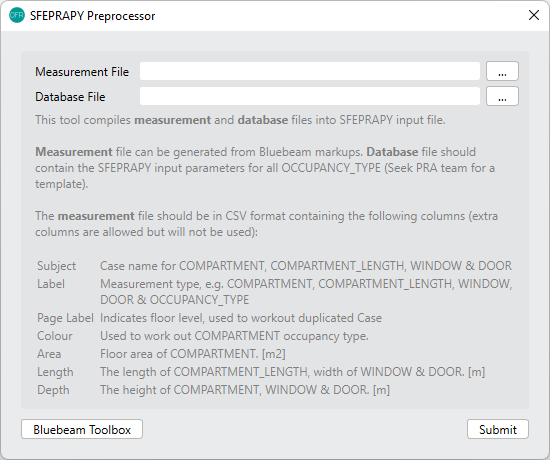 OFR SFEPRAPY Preprocessor
Measurement File ...
Database File ...
This tool compiles measurement and database files into SFEPRAPY input file.
Measurement file can be generated from Bluebeam markups. Database file should
contain the SFEPRAPY input parameters for all OCCUPANCY_TYPE (Seek PRA team for a
template).
The measurement file should be in CSV format containing the following columns (extra
columns are allowed but will not be used):
Subject Case name for COMPARTMENT, COMPARTMENT_LENGTH, WINDOW & DOOR
Label Measurement type, e.g. COMPARTMENT, COMPARTMENT_LENGTH, WINDOW,
DOOR & OCCUPANCY_TYPE
Page Label Indicates floor level, used to workout duplicated Case
Colour Used to work out COMPARTMENT occupancy type.
Area Floor area of COMPARTMENT. [m2]
Length The length of COMPARTMENT_LENGTH, width of WINDOW & DOOR. [m]
Depth The height of COMPARTMENT, WINDOW & DOOR. [m]
Bluebeam Toolbox Submit